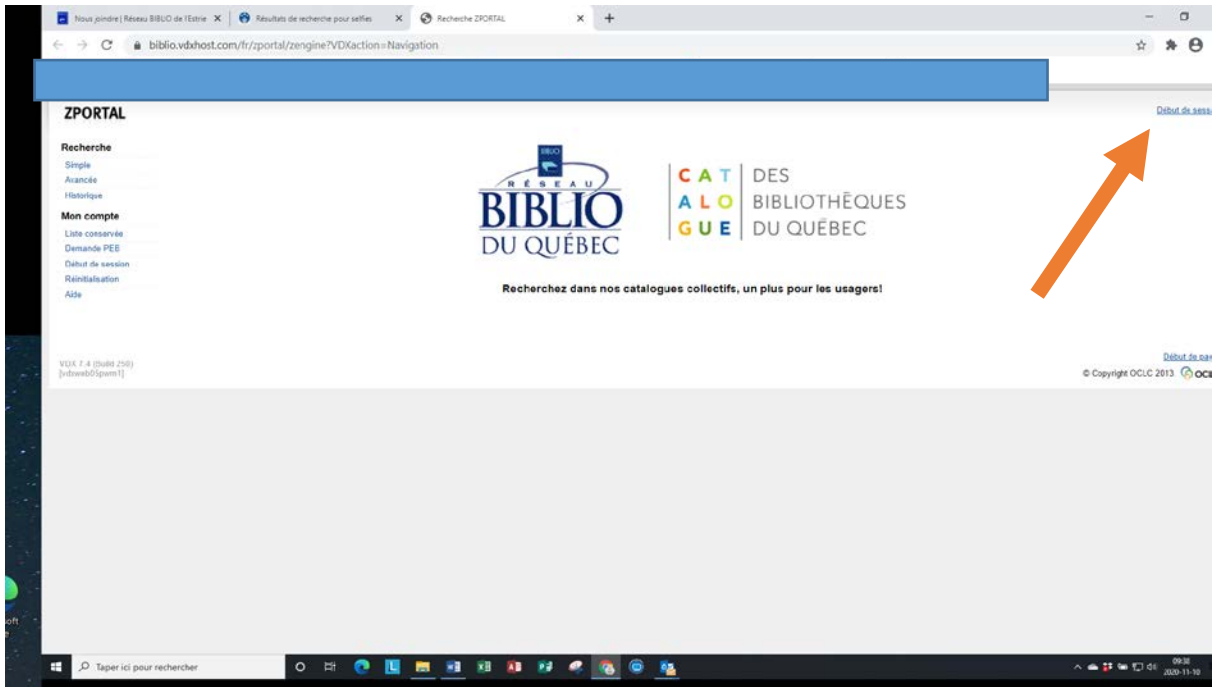 Nous joindre | Réseau BIBLIO de l'Estrie
Résultats de recherche pour selfies
Recherche ZPORTAL
biblio.vdxhost.com/fr/zportal/zengine?VDXaction=Navigation
ZPORTAL
Début de sess
Recherche
Simple
Avancée
Historique
Mon compte
Liste conservée
Demande PEB
Début de session
Réinitialisation
Aide
BIBLIO
RÉSEAU
BIBLIO
DU QUÉBEC
CAT DES
ALO BIBLIOTHÈQUES
GUE DU QUÉBEC
Recherchez dans nos catalogues collectifs, un plus pour les usagers!
VDX 7.4 (Build 258)
Début de pa
© Copyright OCLC 2013 OCL
oft
e
Taper ici pour rechercher
09:30
2020-11-10